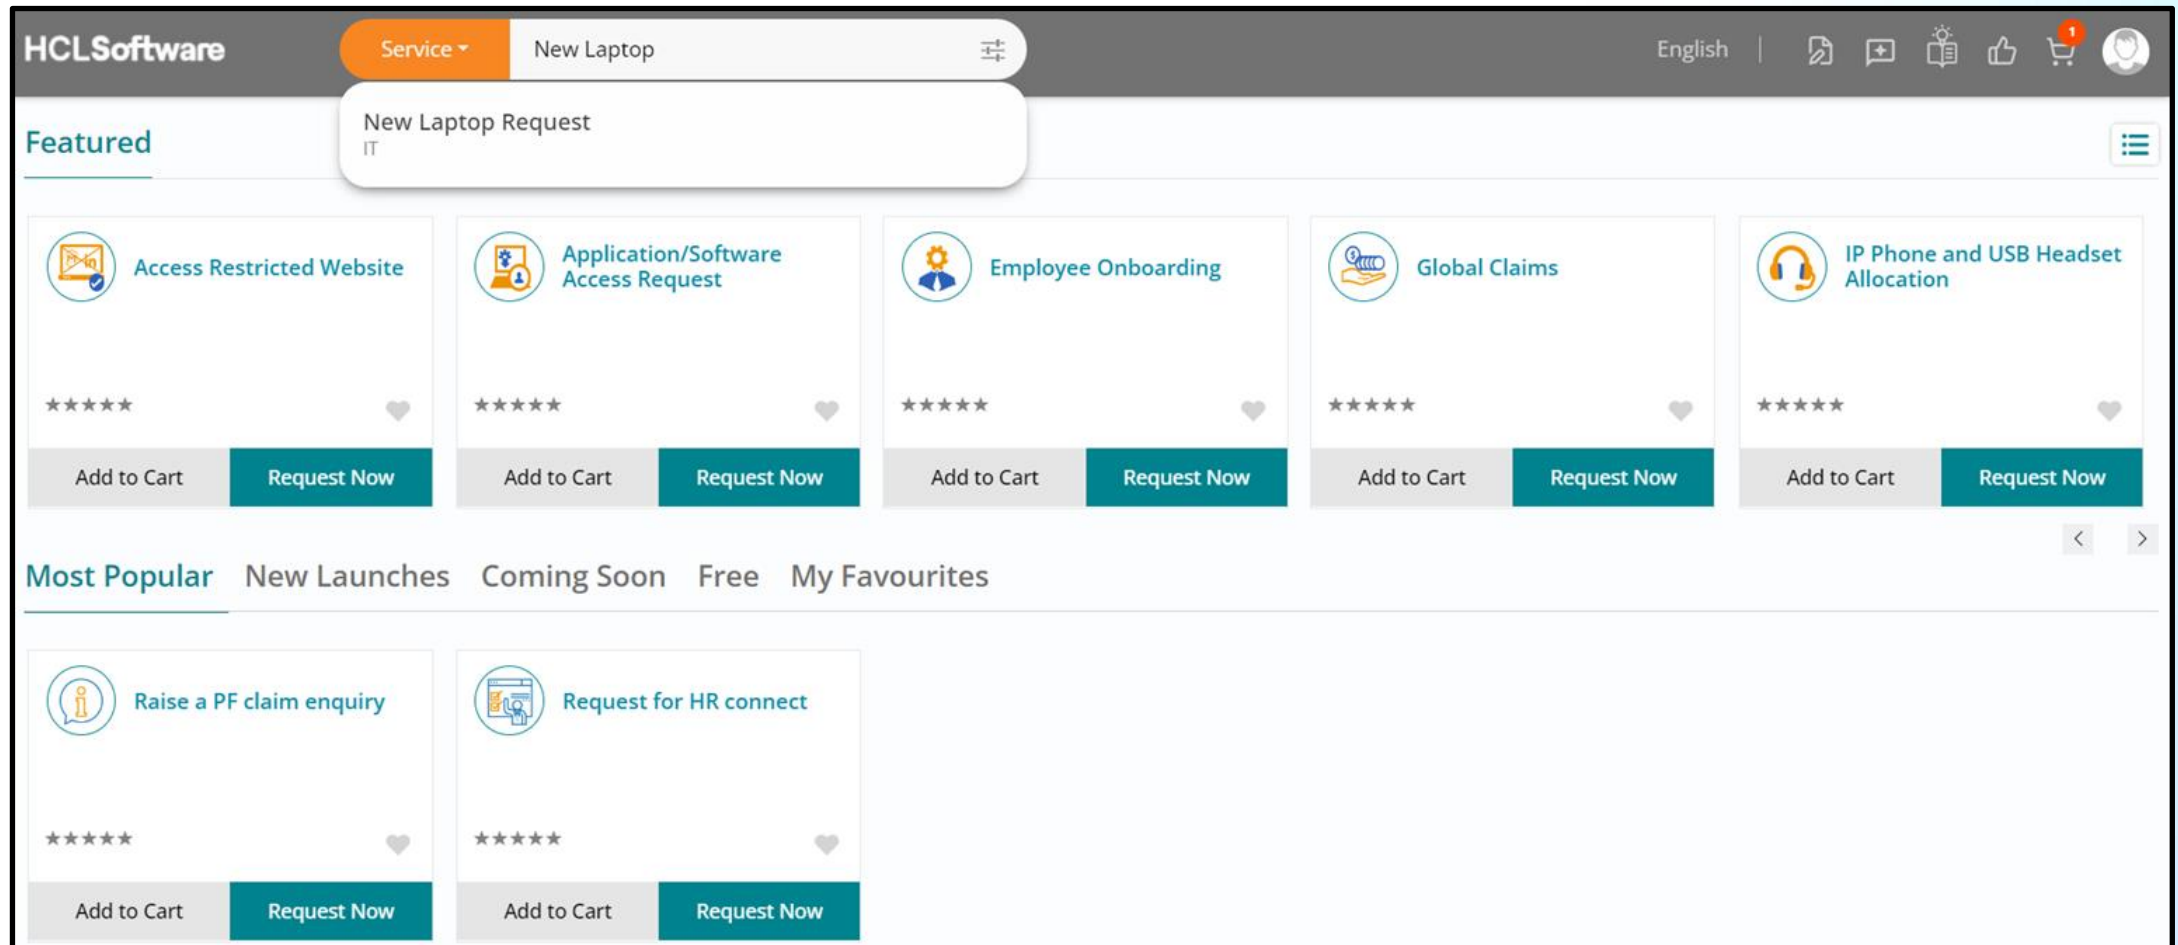 HCLSoftware
Service
New Laptop
English
1
New Laptop Request
IT
Featured
Access Restricted Website
Application/Software
Access Request
Employee Onboarding
Global Claims
IP Phone and USB Headset
Allocation
Add to Cart
Request Now
Add to Cart
Request Now
Add to Cart
Request Now
Add to Cart
Request Now
Add to Cart
Request Now
Most Popular
New Launches
Coming Soon
Free
My Favourites
Raise a PF claim enquiry
Request for HR connect
Add to Cart
Request Now
Add to Cart
Request Now